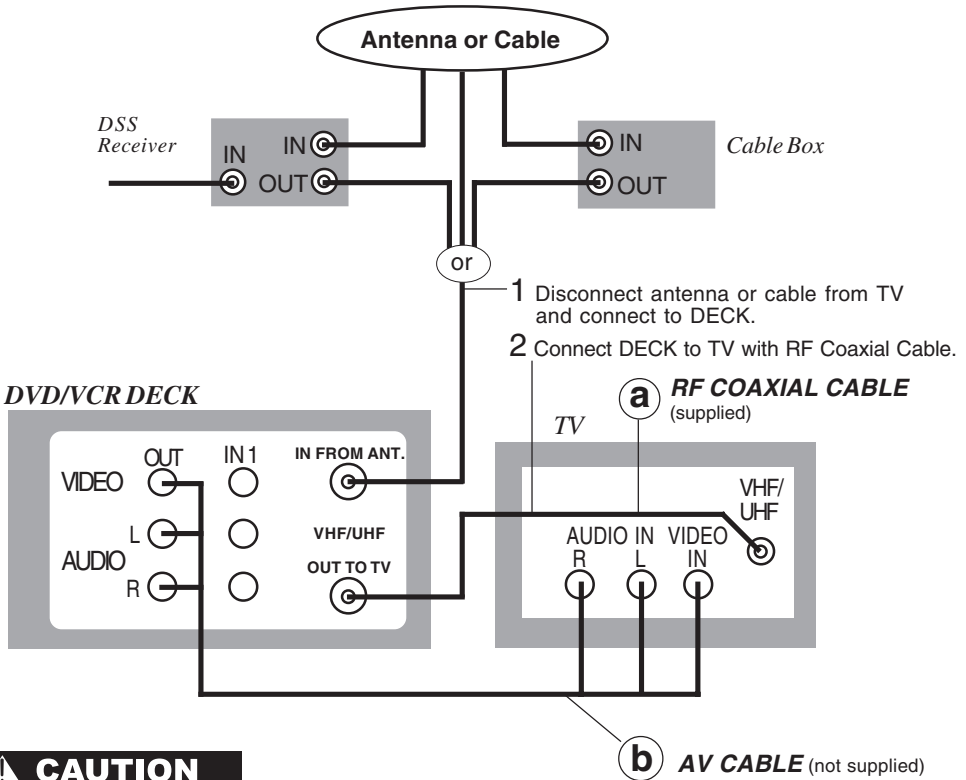 Antenna or Cable
DSS
Receiver
IN
IN
OUT
IN
OUT
Cable Box
or
1 Disconnect antenna or cable from TV
and connect to DECK.
2 Connect DECK to TV with RF Coaxial Cable.
DVD/VCR DECK
a RF COAXIAL CABLE
(supplied)
TV
OUT
IN 1
IN FROM ANT.
VIDEO
L
AUDIO
R
VHF/UHF
OUT TO TV
VHF/
UHF
AUDIO IN VIDEO
R L IN
b AV CABLE (not supplied)
CAUTION